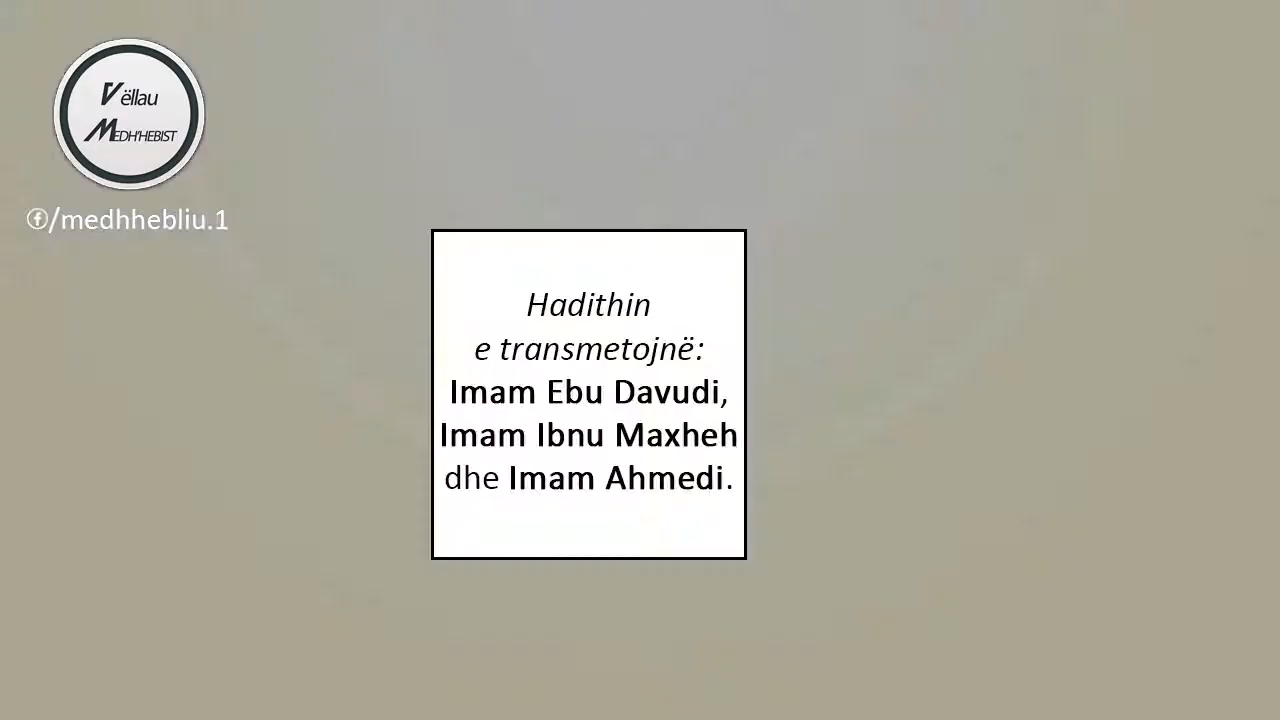 Vëllau
MEDH'HEBIST
/medhhebliu.1
Hadithin
e transmetojnë:
Imam Ebu Davudi,
Imam Ibnu Maxheh
dhe Imam Ahmedi.